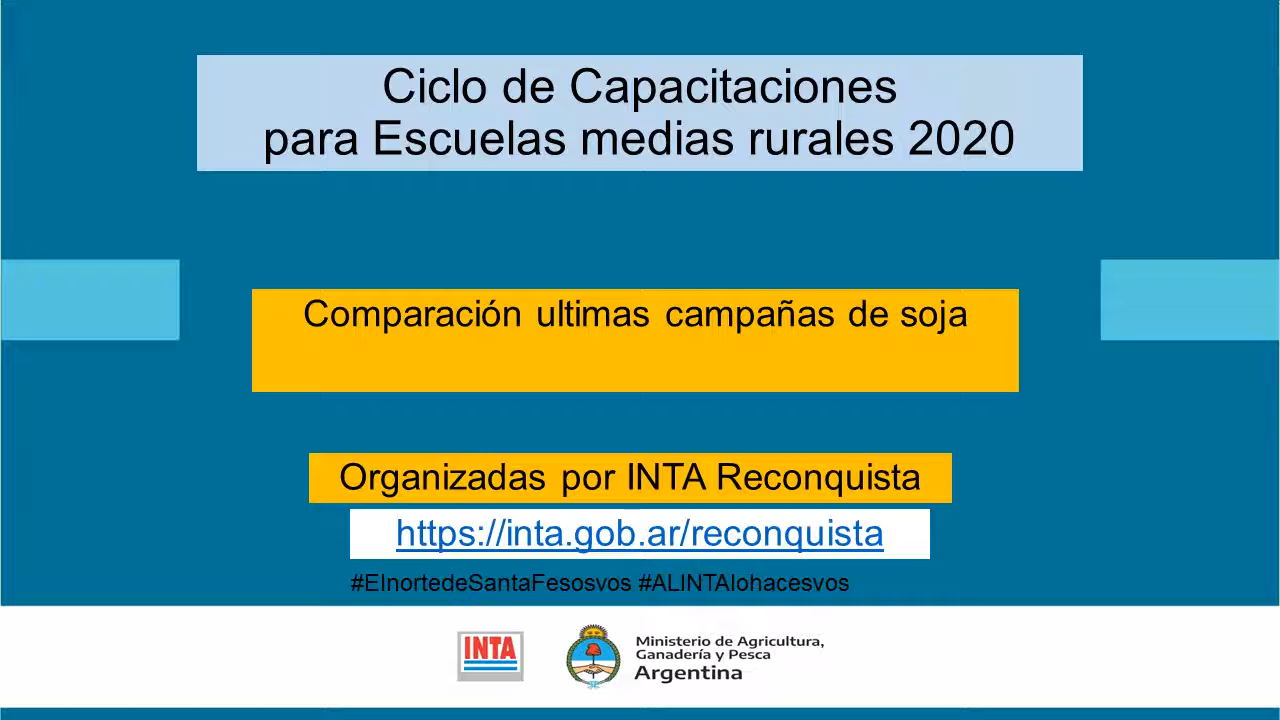 Ciclo de Capacitaciones
para Escuelas medias rurales 2020
Comparación ultimas campañas de soja
Organizadas por INTA Reconquista
https://inta.gob.ar/reconquista
#ElnortedeSantaFesosvos #ALINTAlohacesvos
INTA
Ministerio de Agricultura,
Ganadería y Pesca
Argentina